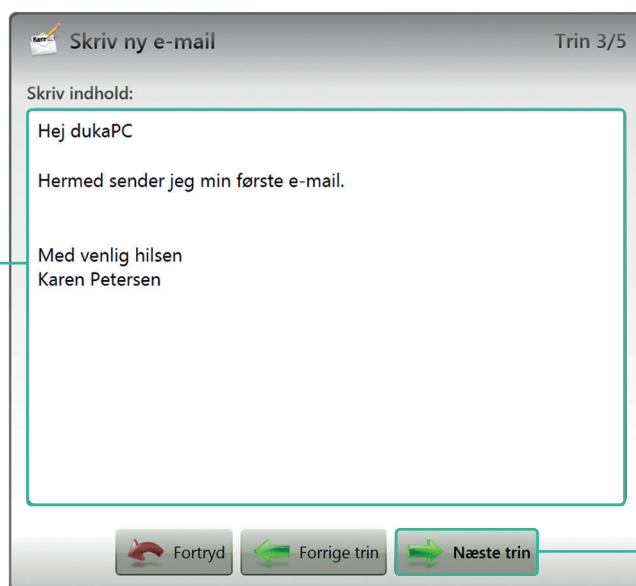 Skriv ny e-mail
Trin 3/5
Skriv indhold:
Hej dukaPC
Hermed sender jeg min første e-mail.
Med venlig hilsen
Karen Petersen
Fortryd
Forrige trin
Næste trin